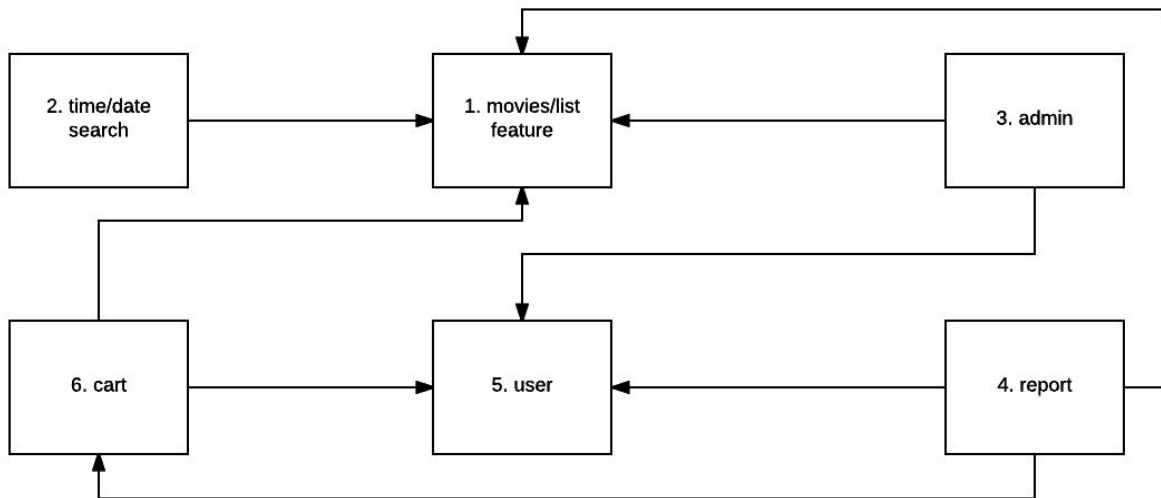 2. time/date
search
1. movies/list
feature
3. admin
6. cart
5. user
4. report